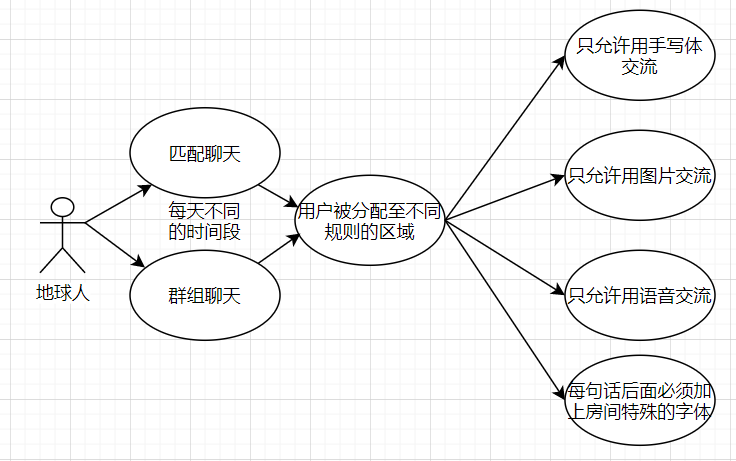 只允许用手写体
交流
匹配聊天
只允许用图片交流
每天不同
的时间段
用户被分配至不同
规则的区域
地球人
群组聊天
只允许用语音交流
每句话后面必须加
上房间特殊的字体